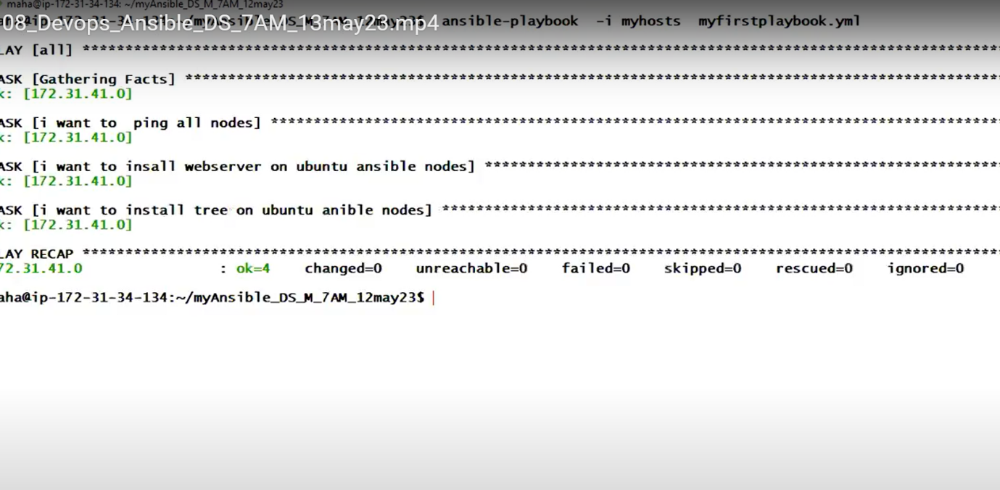 maha@ip-172-31-34-134: ~/myAnsible_DS_M_7AM_12may23
08_Devops_Ansible_DS_7AM_13may23.mp4
ansible-playbook -i myhosts myfirstplaybook.yml
LAY [all] ****************************************************************************************************************
ASK [Gathering Facts] ****************************************************************************************************
k: [172.31.41.0]
ASK [i want to  ping all nodes] ******************************************************************************************
k: [172.31.41.0]
ASK [i want to insall webserver on ubuntu ansible nodes] *****************************************************************
k: [172.31.41.0]
ASK [i want to install tree on ubuntu anible nodes] **********************************************************************
k: [172.31.41.0]
LAY RECAP ****************************************************************************************************************
72.31.41.0 : ok=4 changed=0 unreachable=0 failed=0 skipped=0 rescued=0 ignored=0
aha@ip-172-31-34-134:~/myAnsible_DS_M_7AM_12may23$